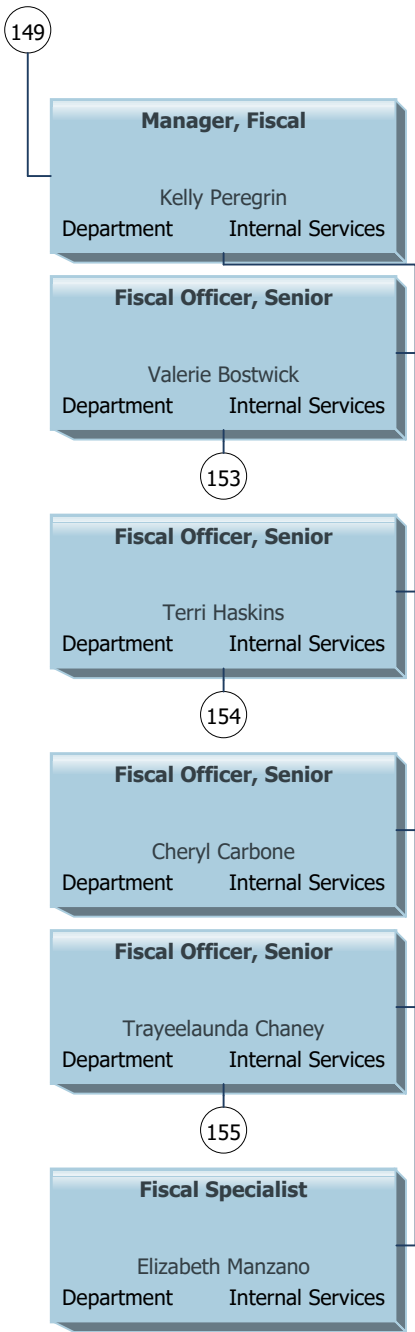 149
Manager, Fiscal
Kelly Peregrin
Department Internal Services
Fiscal Officer, Senior
Valerie Bostwick
Department Internal Services
153
Fiscal Officer, Senior
Terri Haskins
Department Internal Services
154
Fiscal Officer, Senior
Cheryl Carbone
Department Internal Services
Fiscal Officer, Senior
Trayeelaunda Chaney
Department Internal Services
155
Fiscal Specialist
Elizabeth Manzano
Department Internal Services